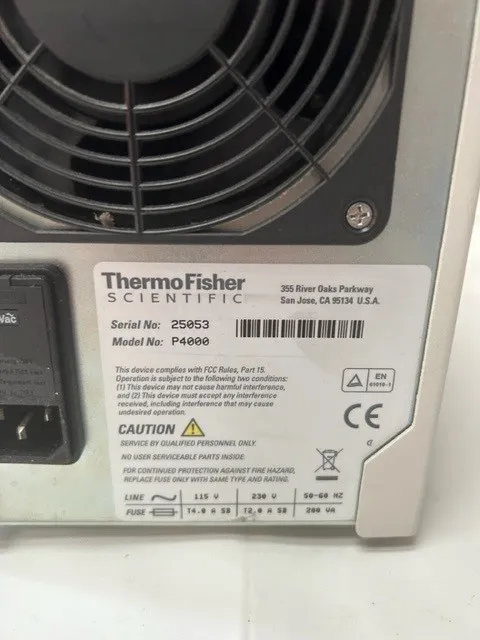 ThermoFisher
SCIENTIFIC
355 River Oaks Parkway
San Jose, CA 95134 U.S.A.
Serial No: 25053
Model No: P4000
Vac
This device complies with FCC Rules, Part 15.
Operation is subject to the following two conditions:
(1) This device may not cause harmful interference,
and (2) This device must accept any interference
received, including interference that may cause
undesired operation.
EN
61010-1
CE
CAUTION
SERVICE BY QUALIFIED PERSONNEL ONLY.
NO USER SERVICEABLE PARTS INSIDE.
FOR CONTINUED PROTECTION AGAINST FIRE HAZARD,
REPLACE FUSE ONLY WITH SAME TYPE AND RATING.
LINE 115 V 230 V 50-60 HZ
FUSE T4.0 A SB T2.0 A SB 200 VA